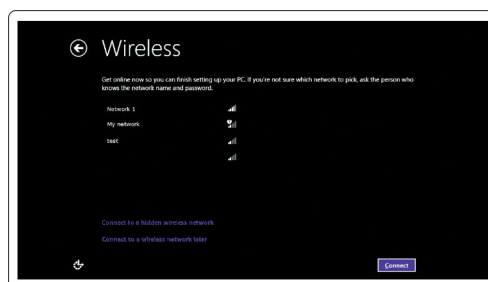 Wireless
Get online now so you can finish setting up your PC. If you're not sure which network to pick, ask the person who
knows the network name and password.
Network 1
My network
test
Connect to a hidden wireless network
Connect to a wireless network later
Connect